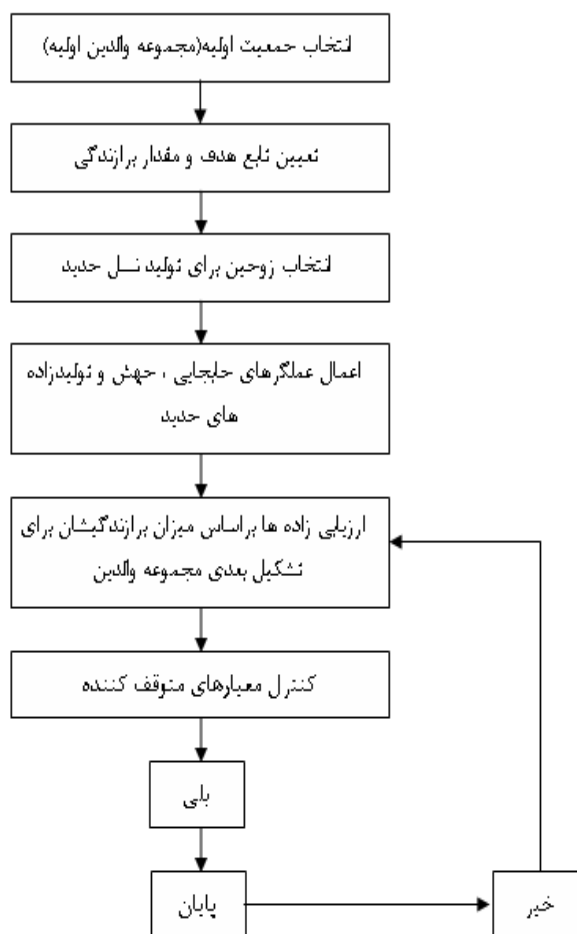 انتخاب جمعیت اولیه(مجموعه والدین اولیه)
تعیین تابع هدف و مقدار برازندگی
انتخاب زوجین برای تولید نسل جدید
اعمال عملگرهای جابجایی ، جهش و تولیدزاده
های جدید
ارزیابی زاده ها براساس میزان برازندگیشان برای
تشکیل بعدی مجموعه والدین
کنترل معیارهای متوقف کننده
بلی
پایان
خیر